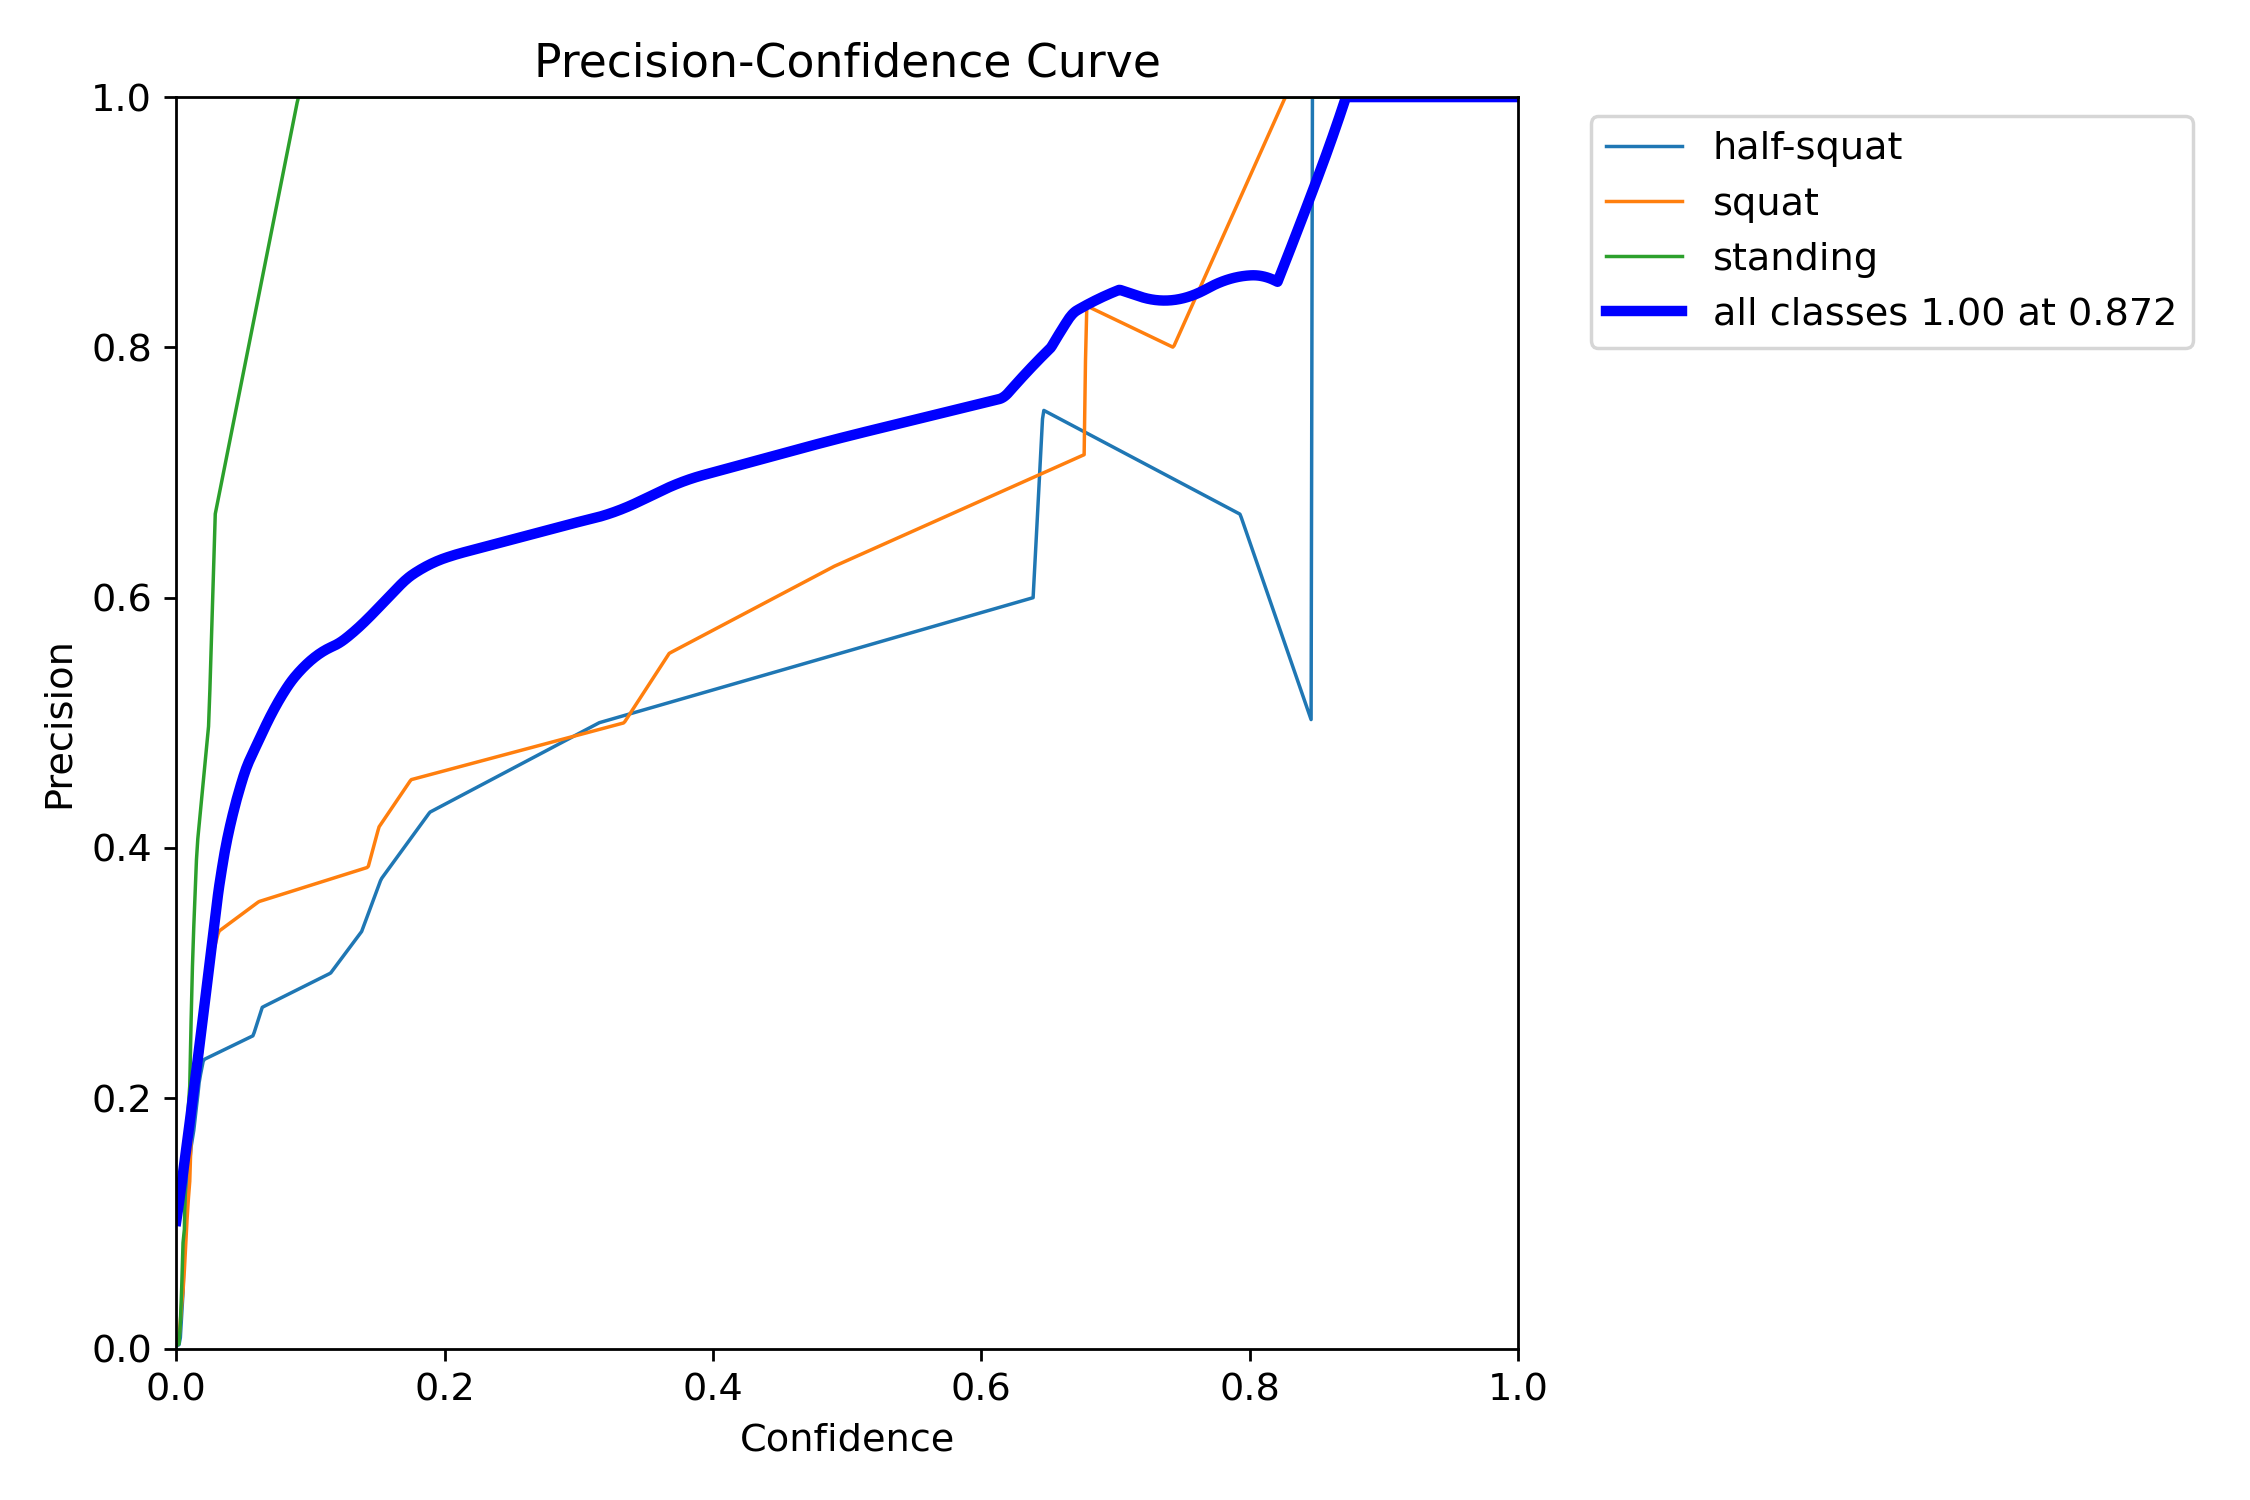 Precision-Confidence Curve
1.0
0.8
0.6
0.4
0.2
0.0
Precision
0.0 0.2 0.4 0.6 0.8 1.0
Confidence
half-squat
squat
standing
all classes 1.00 at 0.872